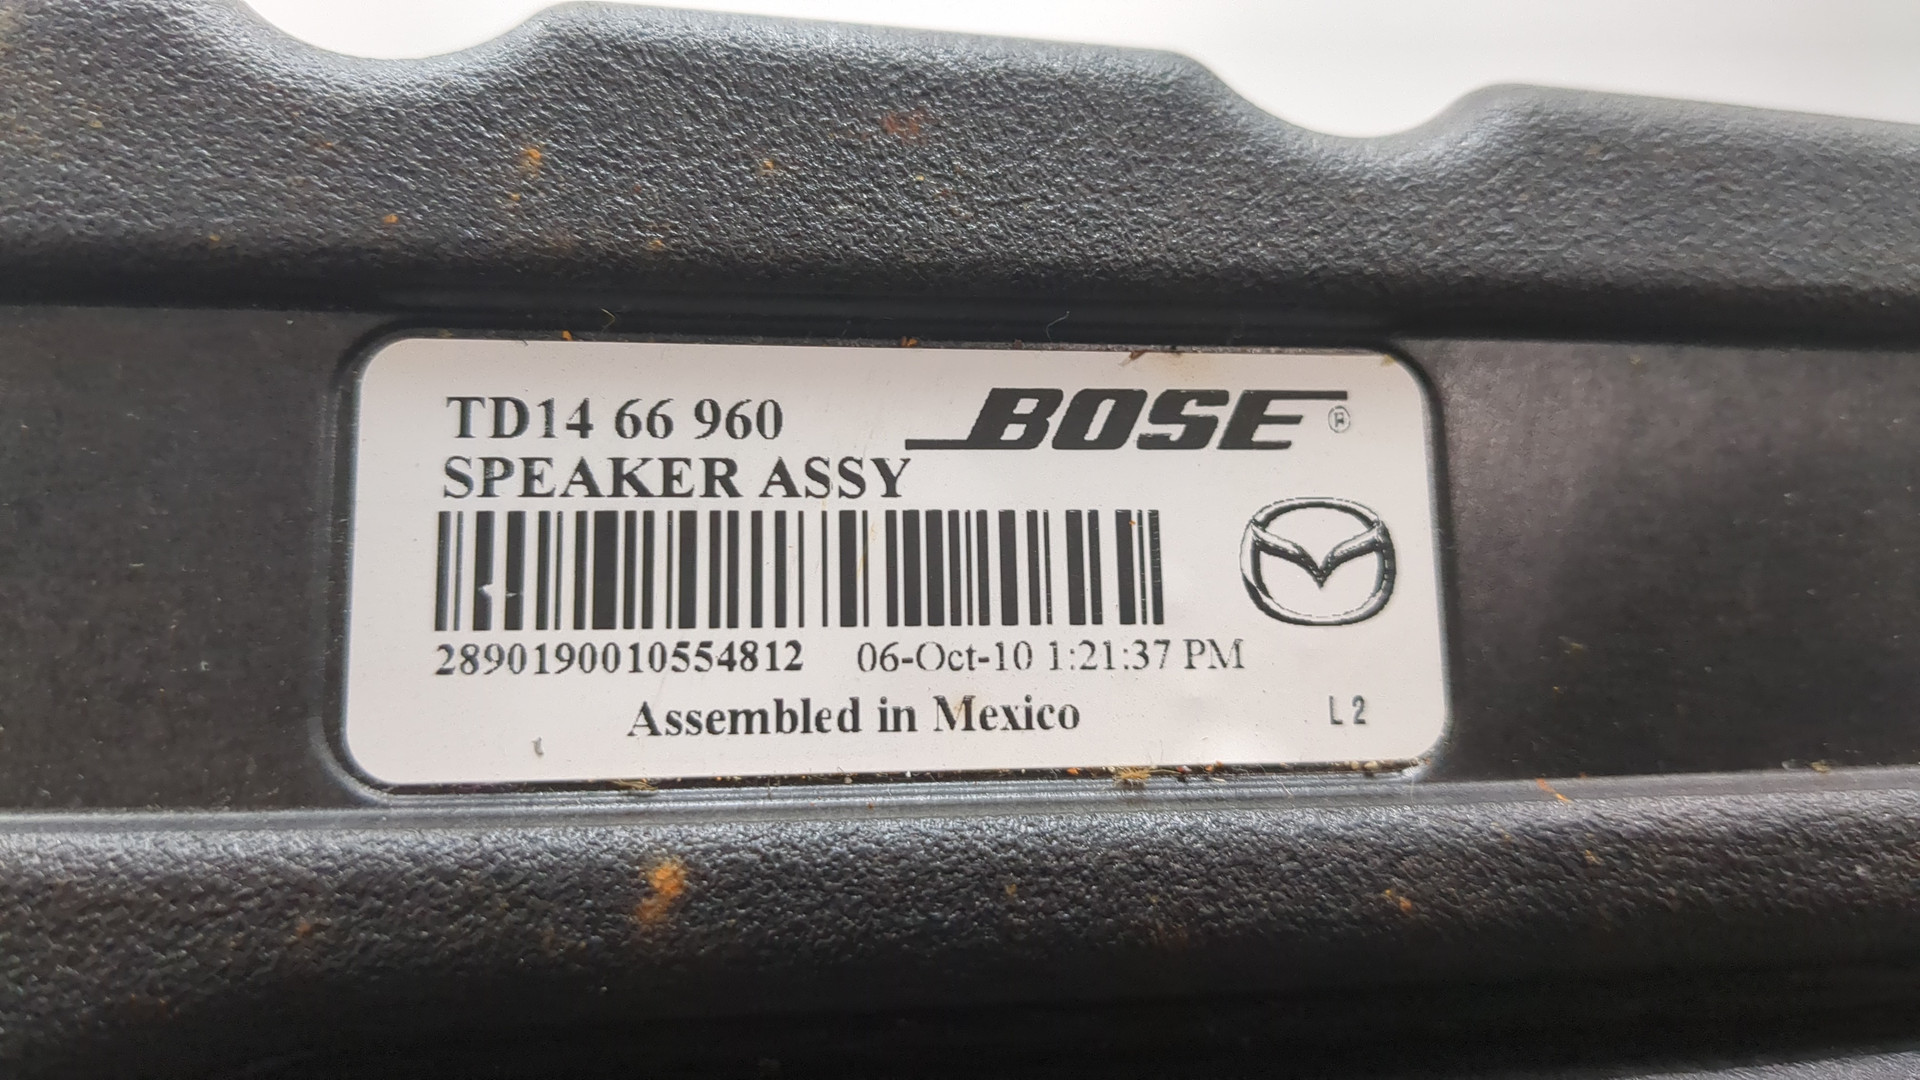 TD14 66 960 BOSE®
SPEAKER ASSY
2890190010554812 06-Oct-10 1:21:37 PM
Assembled in Mexico L2